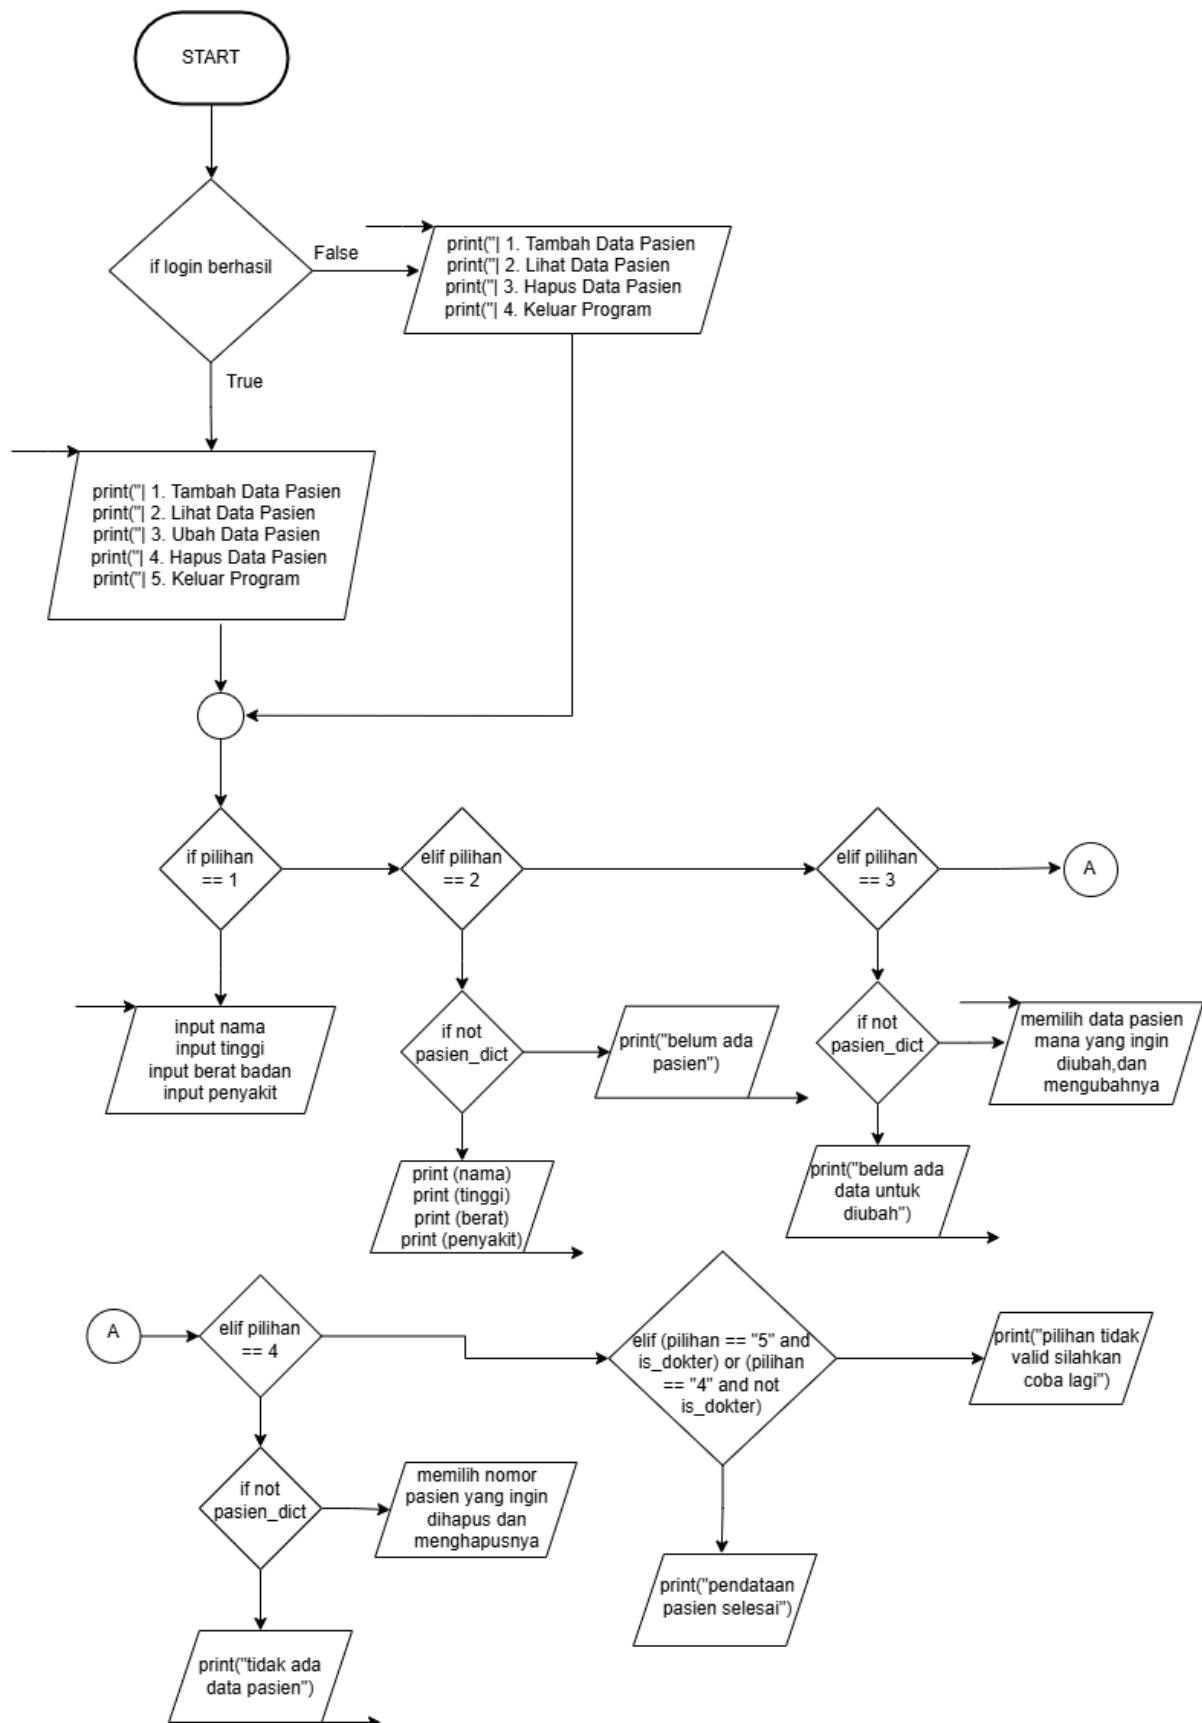 START
if login berhasil
False
print("| 1. Tambah Data Pasien
print("| 2. Lihat Data Pasien
print("| 3. Hapus Data Pasien
print("| 4. Keluar Program
True
print("| 1. Tambah Data Pasien
print("| 2. Lihat Data Pasien
print("| 3. Ubah Data Pasien
print("| 4. Hapus Data Pasien
print("| 5. Keluar Program
if pilihan
== 1
elif pilihan
== 2
elif pilihan
== 3
A
input nama
input tinggi
input berat badan
input penyakit
if not
pasien_dict
print("belum ada
pasien")
if not
pasien_dict
memilih data pasien
mana yang ingin
diubah,dan
mengubahnya
print (nama)
print (tinggi)
print (berat)
print (penyakit)
print("belum ada
data untuk
diubah")
A
elif pilihan
== 4
elif (pilihan == "5" and
is_dokter) or (pilihan
== "4" and not
is_dokter)
print("pilihan tidak
valid silahkan
coba lagi")
if not
pasien_dict
memilih nomor
pasien yang ingin
dihapus dan
menghapusnya
print("pendataan
pasien selesai")
print("tidak ada
data pasien")